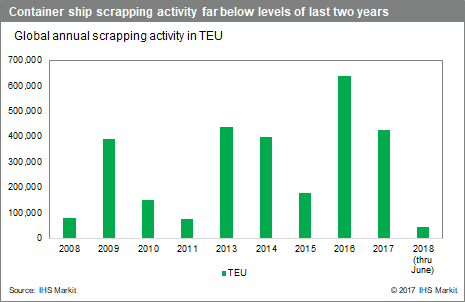 Container ship scrapping activity far below levels of last two years
Global annual scrapping activity in TEU
700,000
600,000
500,000
400,000
300,000
200,000
100,000
0
2008 2009 2010 2011 2013 2014 2015 2016 2017 2018
(thru
June)
TEU
Source: IHS Markit © 2017 IHS Markit